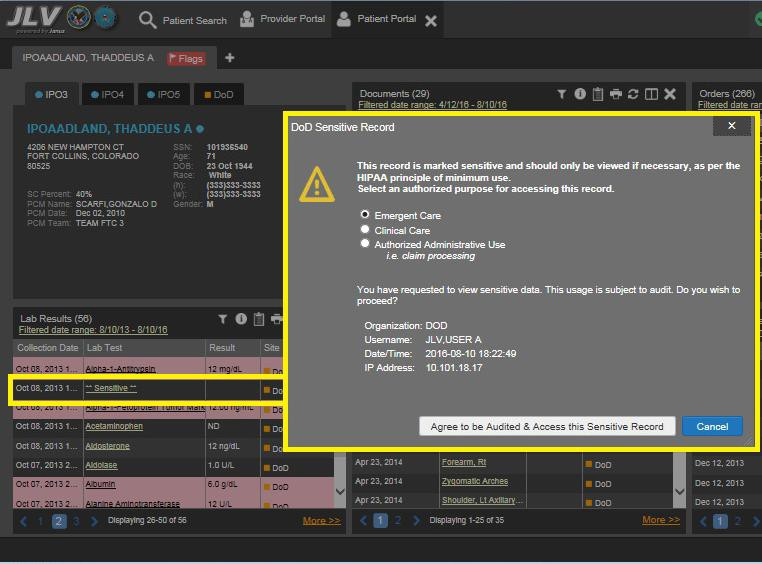 JLV
powered by Janus
Patient Search
Provider Portal
Patient Portal
IPOAADLAND, THADDEUS A
Flags
IPO3
IPO4
IPO5
DoD
IPOAADLAND, THADDEUS A
4206 NEW HAMPTON CT
FORT COLLINS, COLORADO
80525
SC Percent: 40%
PCM Name: SCARFI,GONZALO D
PCM Date: Dec 02, 2010
PCM Team: TEAM FTC 3
SSN: 101936540
Age: 71
DOB: 23 Oct 1944
Race: White
(h): (333)333-3333
(w): (333)333-3333
Gender: M
Documents (29)
Filtered date range: 4/12/16 - 8/10/16
Orders (266)
Filtered date rang
DoD Sensitive Record
This record is marked sensitive and should only be viewed if necessary, as per the
HIPAA principle of minimum use.
Select an authorized purpose for accessing this record.
Emergent Care
Clinical Care
Authorized Administrative Use
i.e. claim processing
You have requested to view sensitive data. This usage is subject to audit. Do you wish to
proceed?
Organization: DOD
Username: JLV,USER A
Date/Time: 2016-08-10 18:22:49
IP Address: 10.101.18.17
Agree to be Audited & Access this Sensitive Record
Cancel
Lab Results (56)
Filtered date range: 8/10/13 - 8/10/16
Collection Date Lab Test Result Site
Oct 08, 2013 1... Alpha-1-Antitrypsin 12 mg/dL Do
Oct 08, 2013 1... ** Sensitive ** Do
Alpha-1-Fetoprotein Tumor Mark 12.00 ng/mL
Oct 08, 2013 1... Acetaminophen ND DoD
Oct 08, 2013 1... Aldosterone 12 ng/dL DoD
Oct 07, 2013 2... Aldolase 1.0 U/L DoD
Oct 07, 2013 2... Albumin 6.0 g/dL DoD
Oct 07, 2013 2... Alanine Aminotransferase 12 U/L DoD
1 2 3 Displaying 26-50 of 56 More >>
Apr 23, 2014 Forearm, Rt DoD
Apr 23, 2014 Zygomatic Arches DoD
Apr 23, 2014 Shoulder, Lt Axillary... DoD
1 2 Displaying 1-25 of 35 More >>
Dec 12, 2013
Dec 12, 2013
Dec 12, 2013
1 2